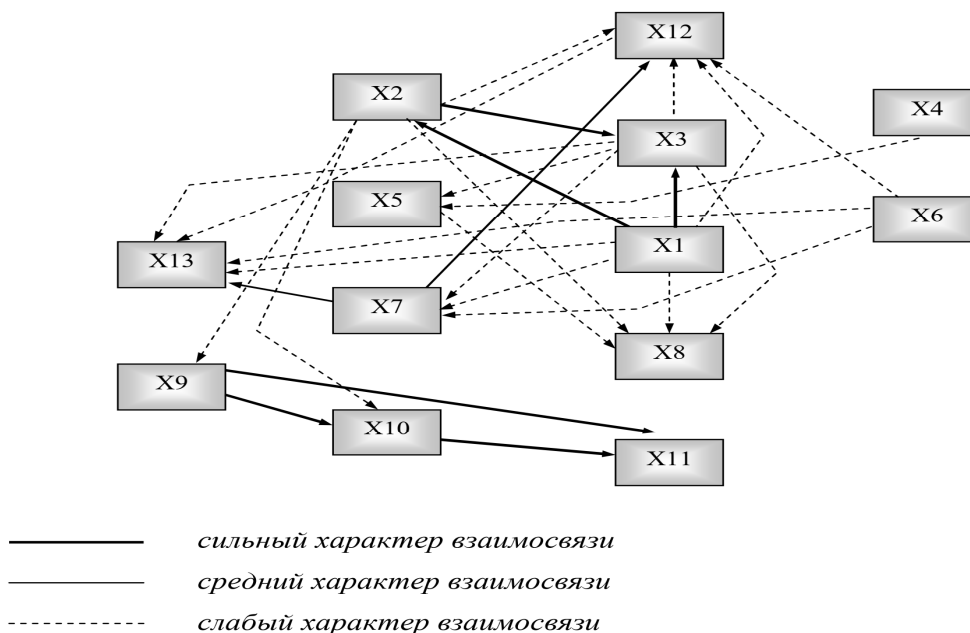 X12
X2
X4
X3
X5
X6
X1
X13
X7
X8
X9
X10
X11
сильный характер взаимосвязи
средний характер взаимосвязи
слабый характер взаимосвязи